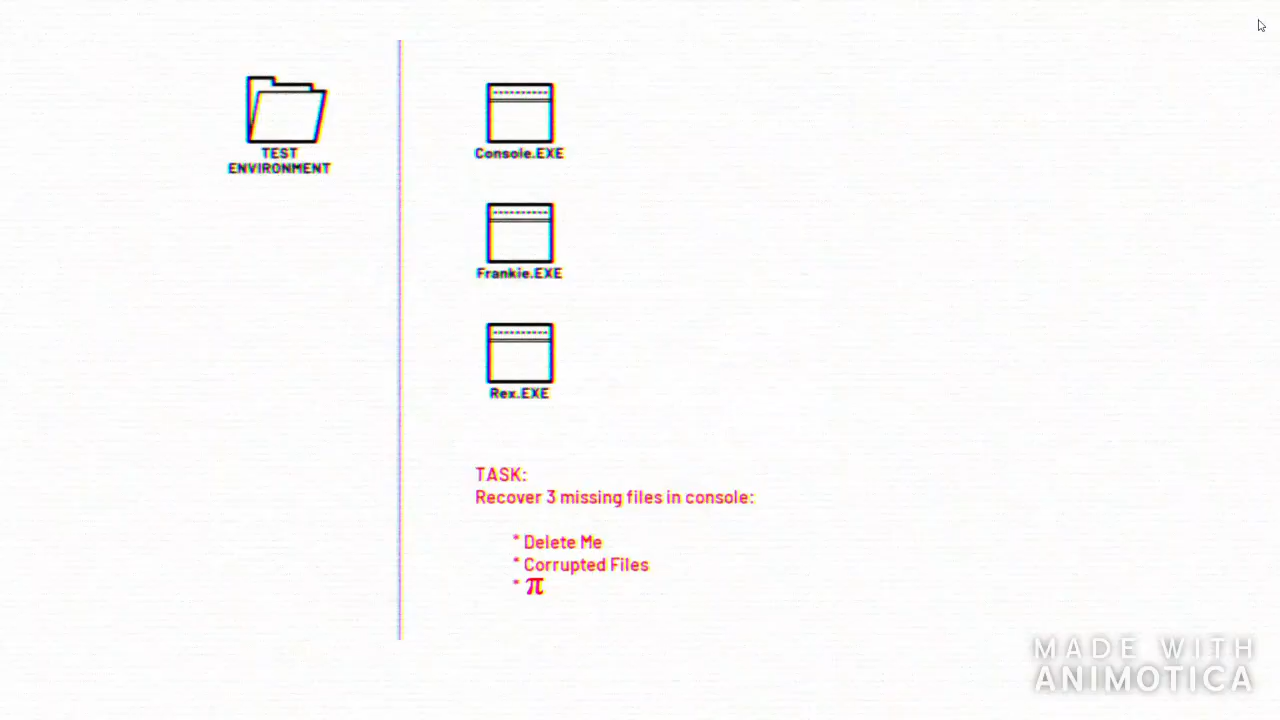 TEST
ENVIRONMENT
Console.EXE
Frankie.EXE
Rex.EXE
TASK:
Recover 3 missing files in console:
* Delete Me
* Corrupted Files
* π
MADE WITH
ANIMOTICA